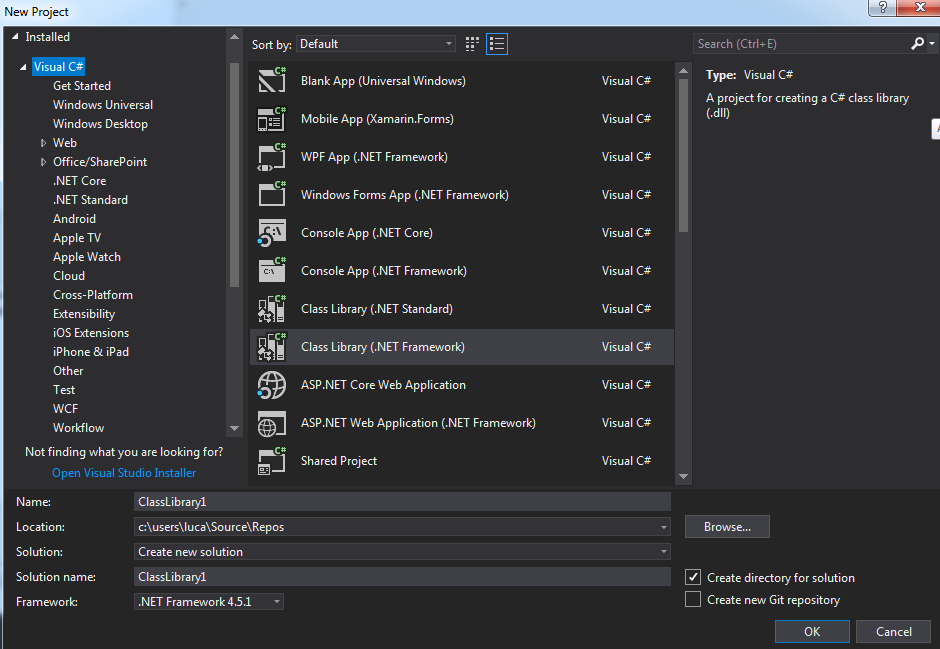 New Project
?
Installed
Visual C#
Get Started
Windows Universal
Windows Desktop
Web
Office/SharePoint
.NET Core
.NET Standard
Android
Apple TV
Apple Watch
Cloud
Cross-Platform
Extensibility
iOS Extensions
iPhone & iPad
Other
Test
WCF
Workflow
Not finding what you are looking for?
Open Visual Studio Installer
Sort by: Default
Blank App (Universal Windows) Visual C#
Mobile App (Xamarin.Forms) Visual C#
WPF App (.NET Framework) Visual C#
Windows Forms App (.NET Framework) Visual C#
Console App (.NET Core) Visual C#
Console App (.NET Framework) Visual C#
Class Library (.NET Standard) Visual C#
Class Library (.NET Framework) Visual C#
ASP.NET Core Web Application Visual C#
ASP.NET Web Application (.NET Framework) Visual C#
Shared Project Visual C#
Search (Ctrl+E)
Type: Visual C#
A project for creating a C# class library
(.dll)
Name: ClassLibrary1
Location: c:\users\luca\Source\Repos Browse...
Solution: Create new solution
Solution name: ClassLibrary1 Create directory for solution
Framework: .NET Framework 4.5.1 Create new Git repository
OK Cancel